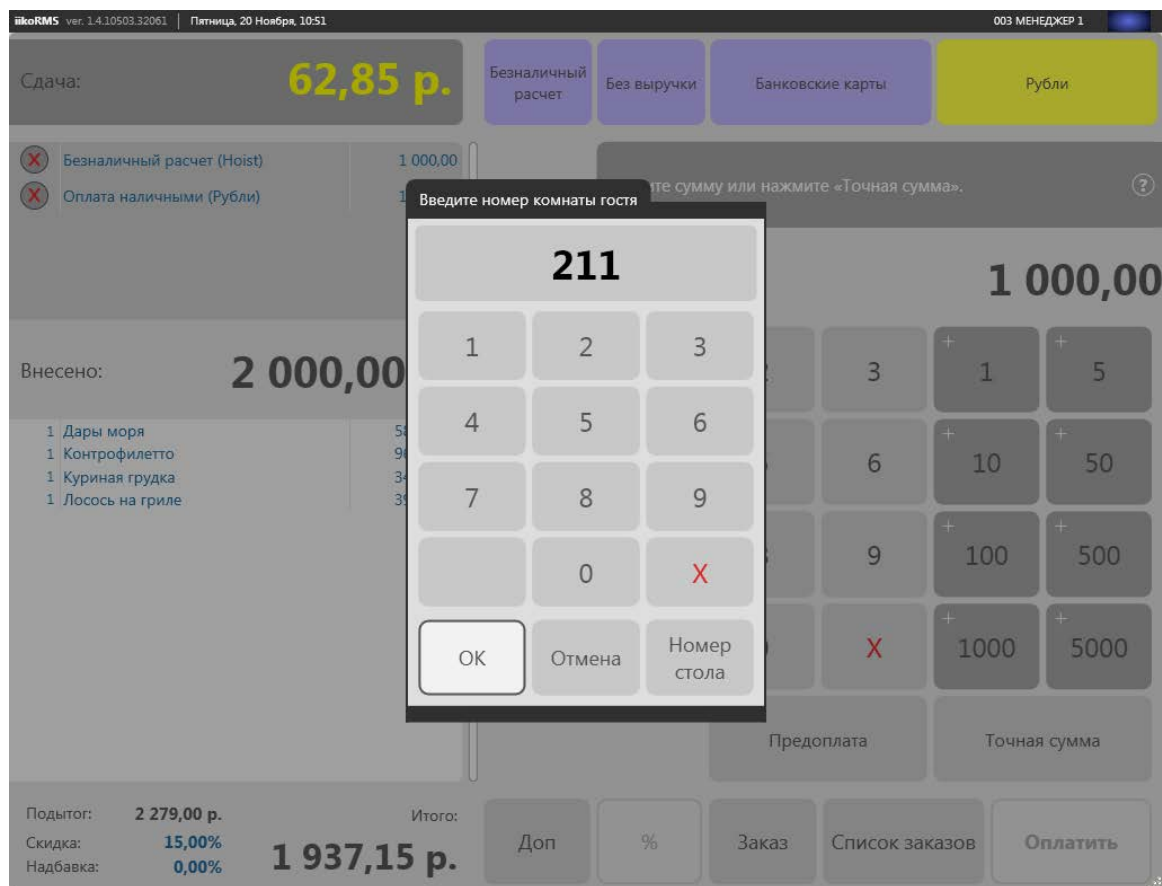 iikoRMS ver. 1.4.10503.32061 | Пятница, 20 Ноября, 10:51
003 МЕНЕДЖЕР 1
Сдача: 62,85 р.
Безналичный
расчет
Без выручки
Банковские карты
Рубли
X Безналичный расчет (Hoist) 1 000,00
X Оплата наличными (Рубли) 1
сумму или нажмите «Точная сумма». ?
1 000,00
Внесено: 2 000,00
1 Дары моря
1 Контрофилетто
1 Куриная грудка
1 Лосось на гриле
Введите номер комнаты гостя
211
1 2 3
4 5 6
7 8 9
0 X
ОК Отмена Номер
стола
3 +1 +5
6 +10 +50
9 +100 +500
X +1000 +5000
Предоплата Точная сумма
Подытог: 2 279,00 р.
Скидка: 15,00%
Надбавка: 0,00%
Итого:
1 937,15 р.
Доп % Заказ Список заказов Оплатить